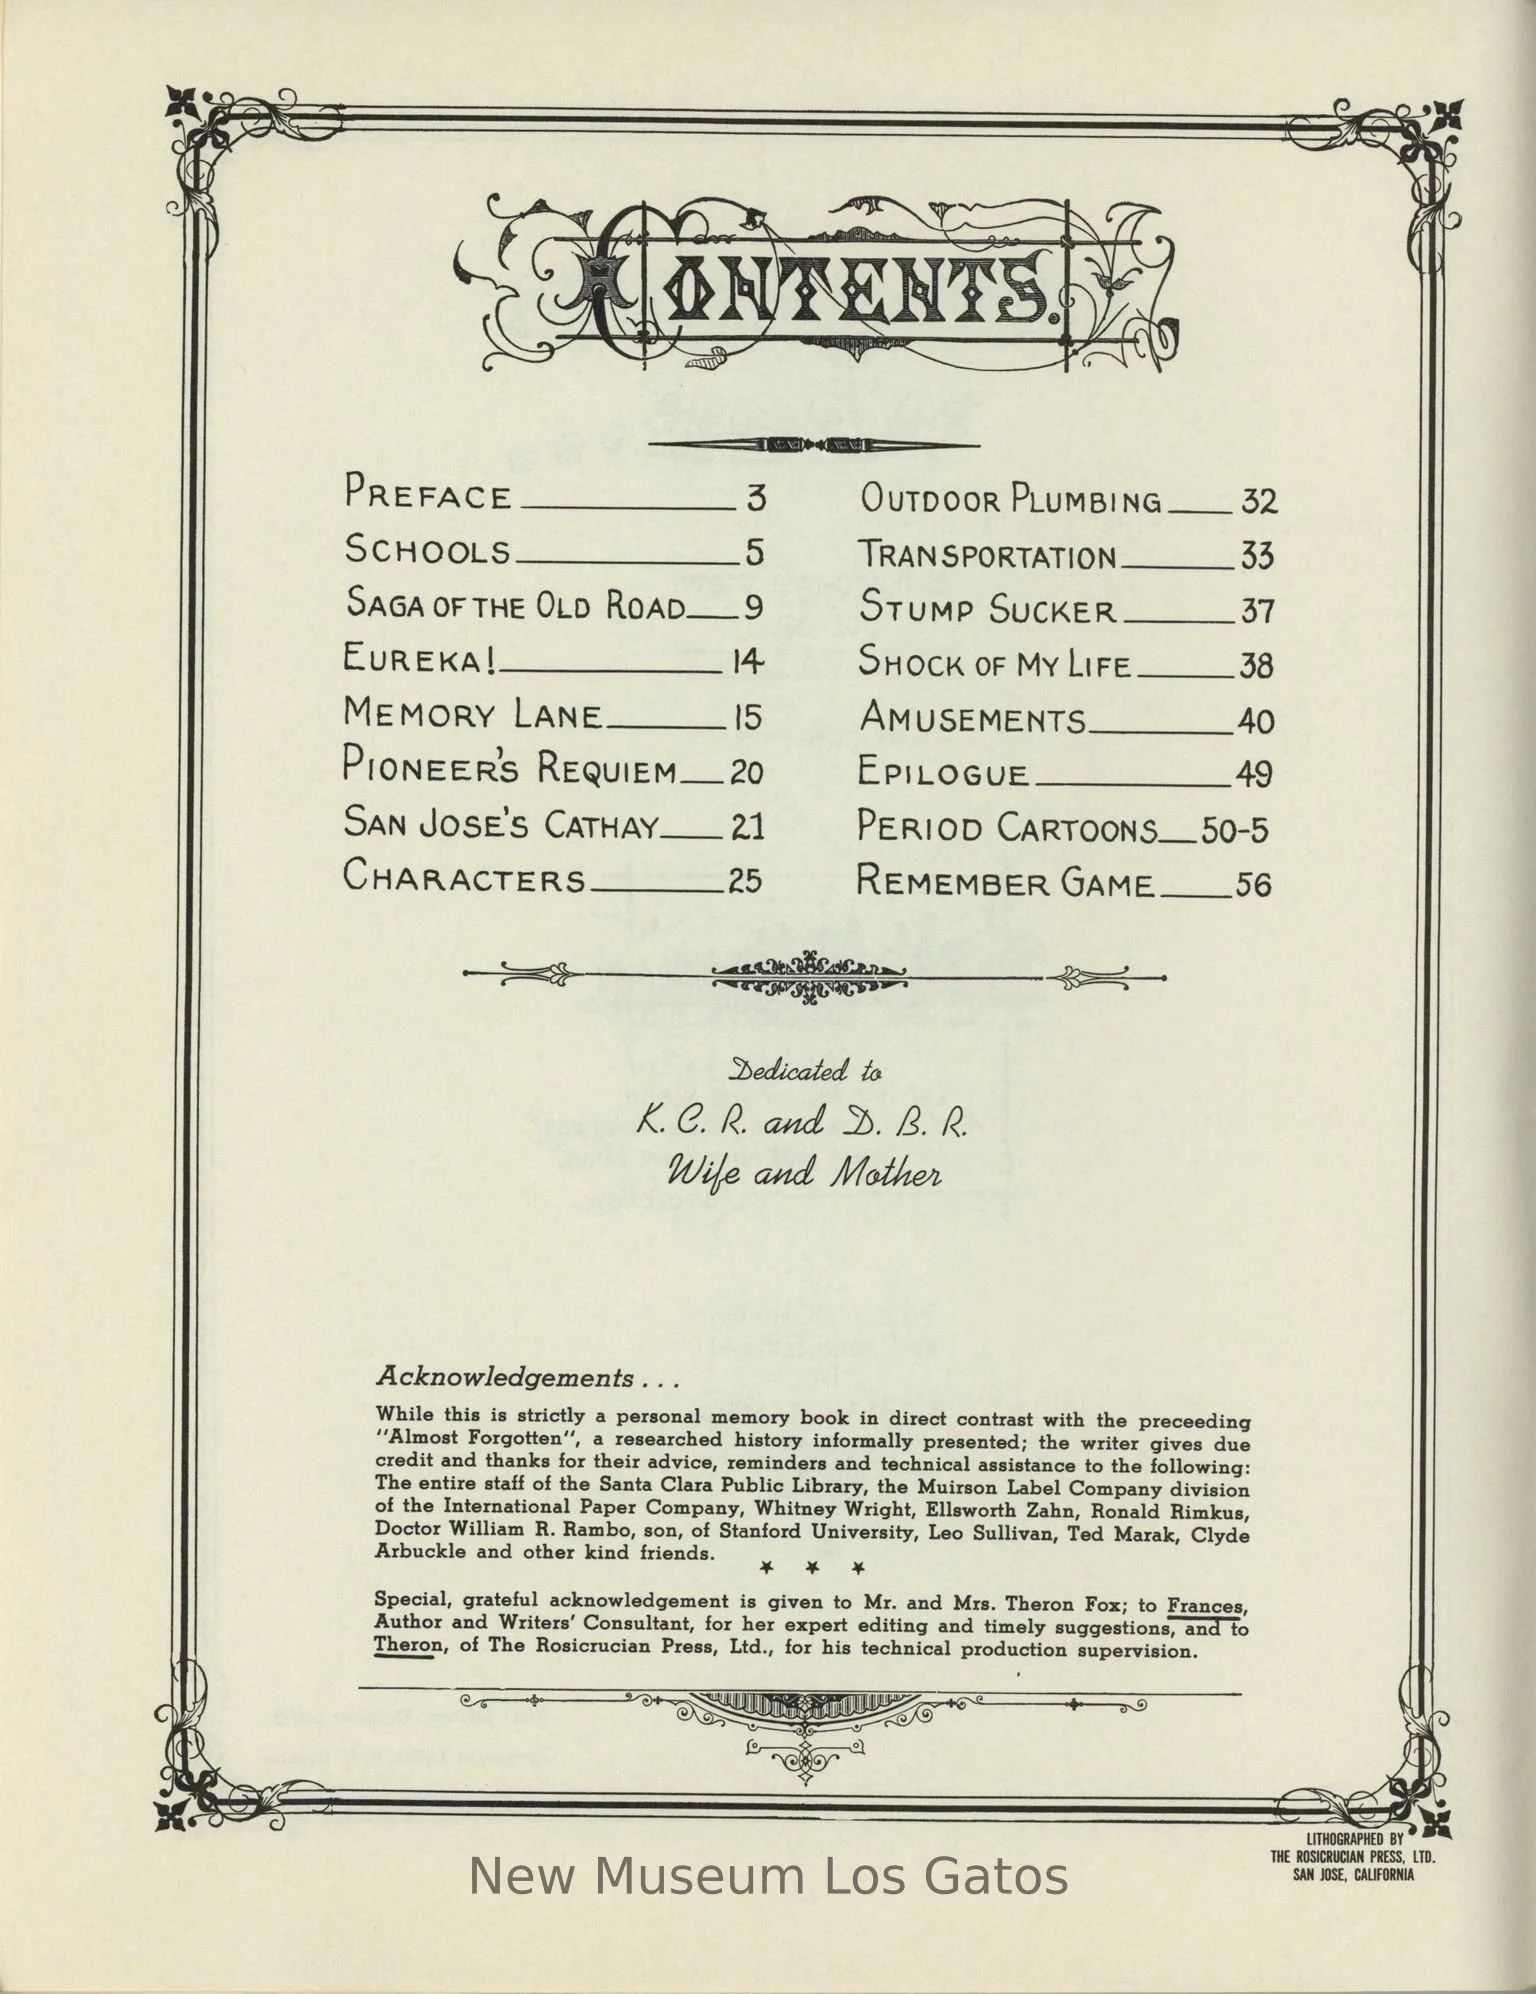 CONTENTS.
PREFACE 3
SCHOOLS 5
SAGA OF THE OLD ROAD 9
EUREKA! 14
MEMORY LANE 15
PIONEER'S REQUIEM 20
SAN JOSE'S CATHAY 21
CHARACTERS 25
OUTDOOR PLUMBING 32
TRANSPORTATION 33
STUMP SUCKER 37
SHOCK OF MY LIFE 38
AMUSEMENTS 40
EPILOGUE 49
PERIOD CARTOONS 50-5
REMEMBER GAME 56
Dedicated to
K. C. R. and D. B. R.
Wife and Mother
Acknowledgements . . .
While this is strictly a personal memory book in direct contrast with the preceeding
"Almost Forgotten", a researched history informally presented; the writer gives due
credit and thanks for their advice, reminders and technical assistance to the following:
The entire staff of the Santa Clara Public Library, the Muirson Label Company division
of the International Paper Company, Whitney Wright, Ellsworth Zahn, Ronald Rimkus,
Doctor William R. Rambo, son, of Stanford University, Leo Sullivan, Ted Marak, Clyde
Arbuckle and other kind friends.
★ ★ ★
Special, grateful acknowledgement is given to Mr. and Mrs. Theron Fox; to Frances,
Author and Writers' Consultant, for her expert editing and timely suggestions, and to
Theron, of The Rosicrucian Press, Ltd., for his technical production supervision.
LITHOGRAPHED BY
THE ROSICRUCIAN PRESS, LTD.
SAN JOSE, CALIFORNIA
New Museum Los Gatos